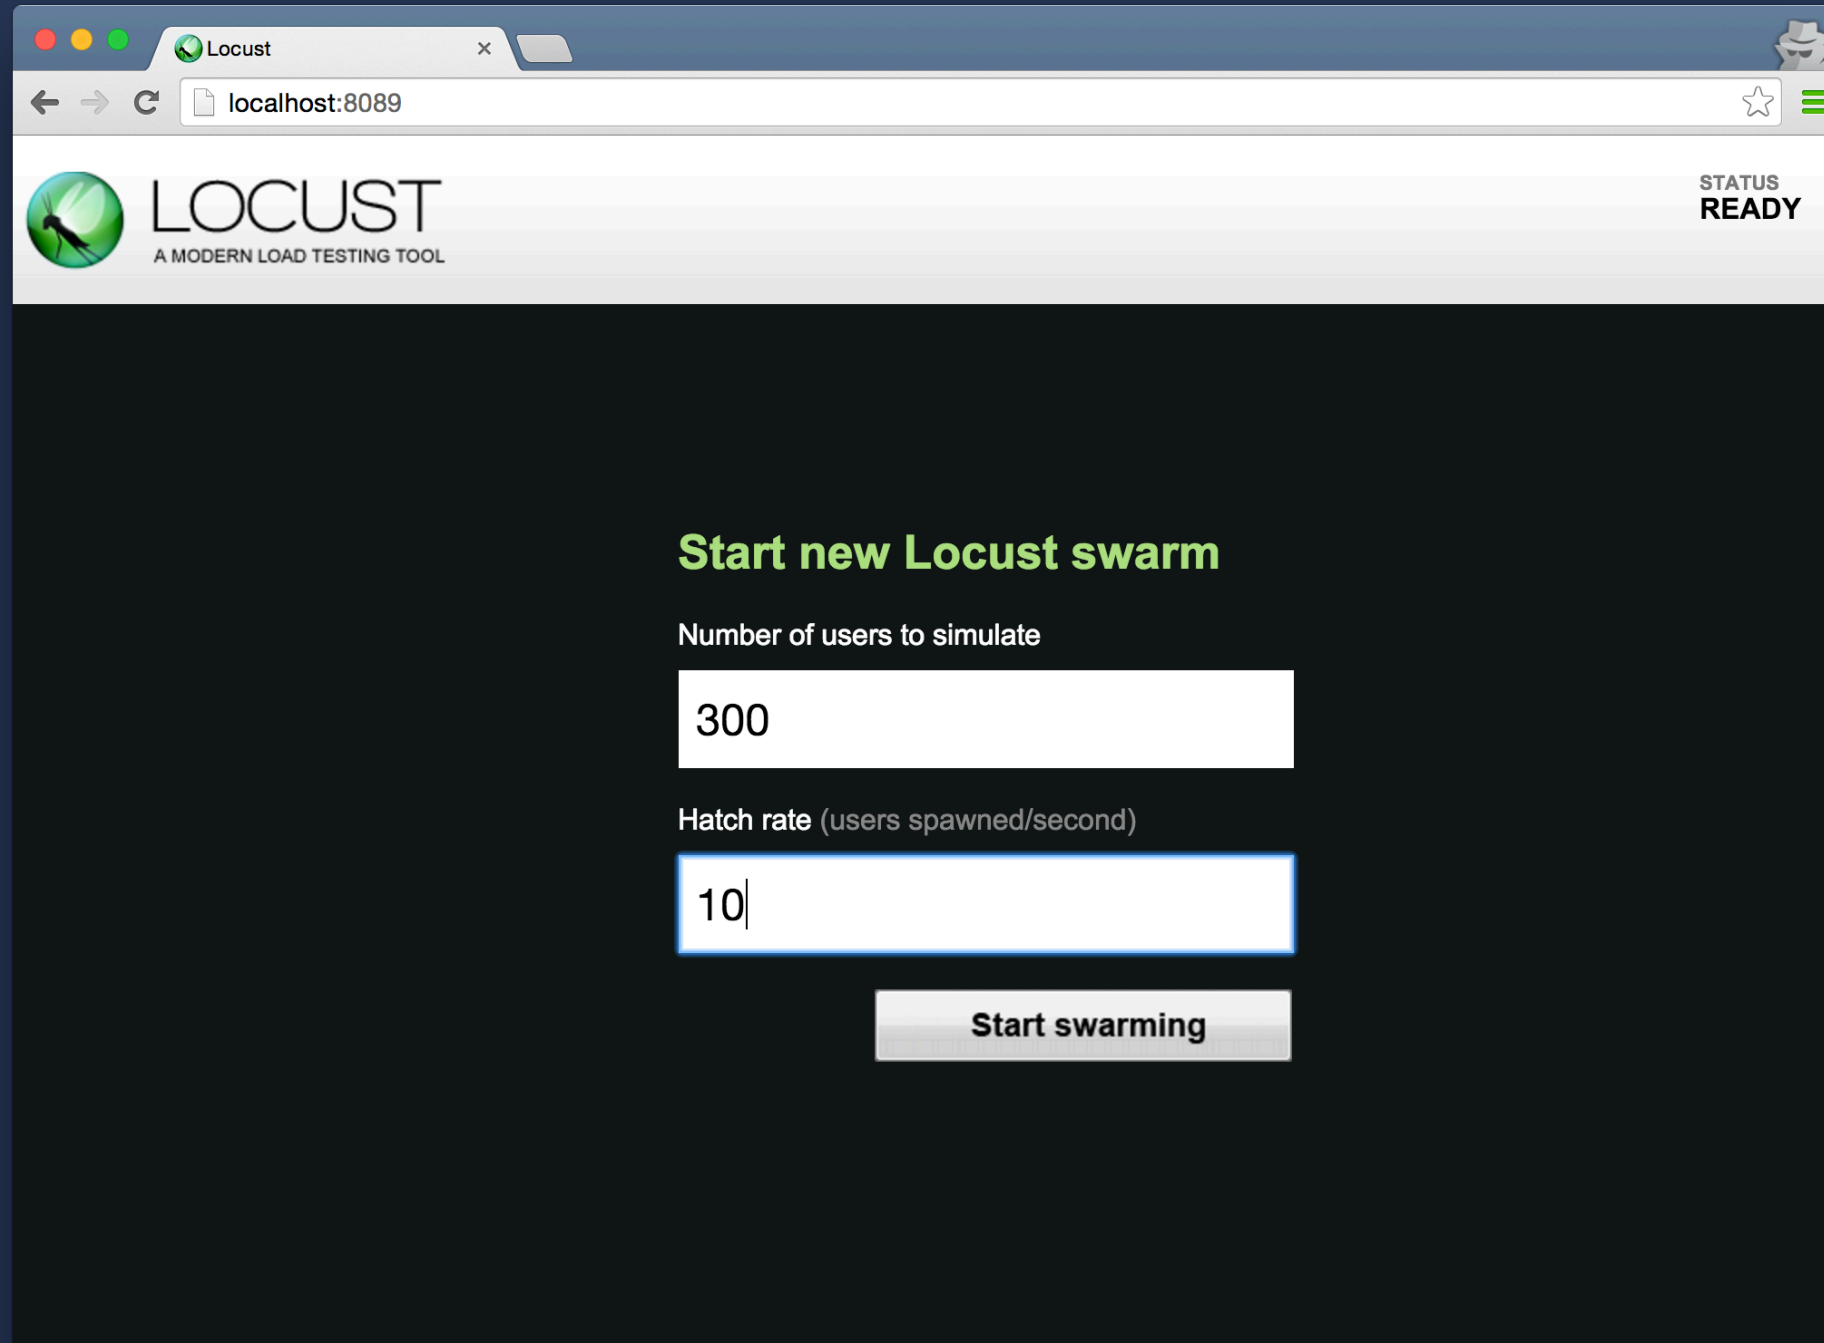 Locust
localhost:8089
LOCUST
A MODERN LOAD TESTING TOOL
STATUS
READY
Start new Locust swarm
Number of users to simulate
300
Hatch rate (users spawned/second)
10
Start swarming